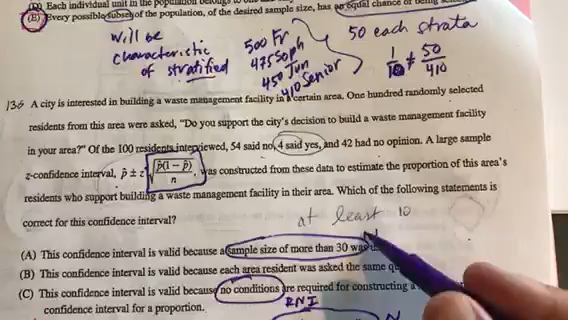 (D) Each individual unit in the population
(E) Every possible subset of the population, of the desired sample size, has an equal chance of being
will be
characteristic
of stratified
500 Fr
475 Soph
450 Jun
410 Senior
50 each strata
1/10 ≠ 50/410
136 A city is interested in building a waste management facility in a certain area. One hundred randomly selected
residents from this area were asked, "Do you support the city's decision to build a waste management facility
in your area?" Of the 100 residents interviewed, 54 said no, 4 said yes, and 42 had no opinion. A large sample
z-confidence interval, p̂ ± z √(p̂(1 − p̂)/n), was constructed from these data to estimate the proportion of this area's
residents who support building a waste management facility in their area. Which of the following statements is
correct for this confidence interval?
at least 10
(A) This confidence interval is valid because a sample size of more than 30 was
(B) This confidence interval is valid because each area resident was asked the same
(C) This confidence interval is valid because no conditions are required for constructing a
confidence interval for a proportion.
RNI
N